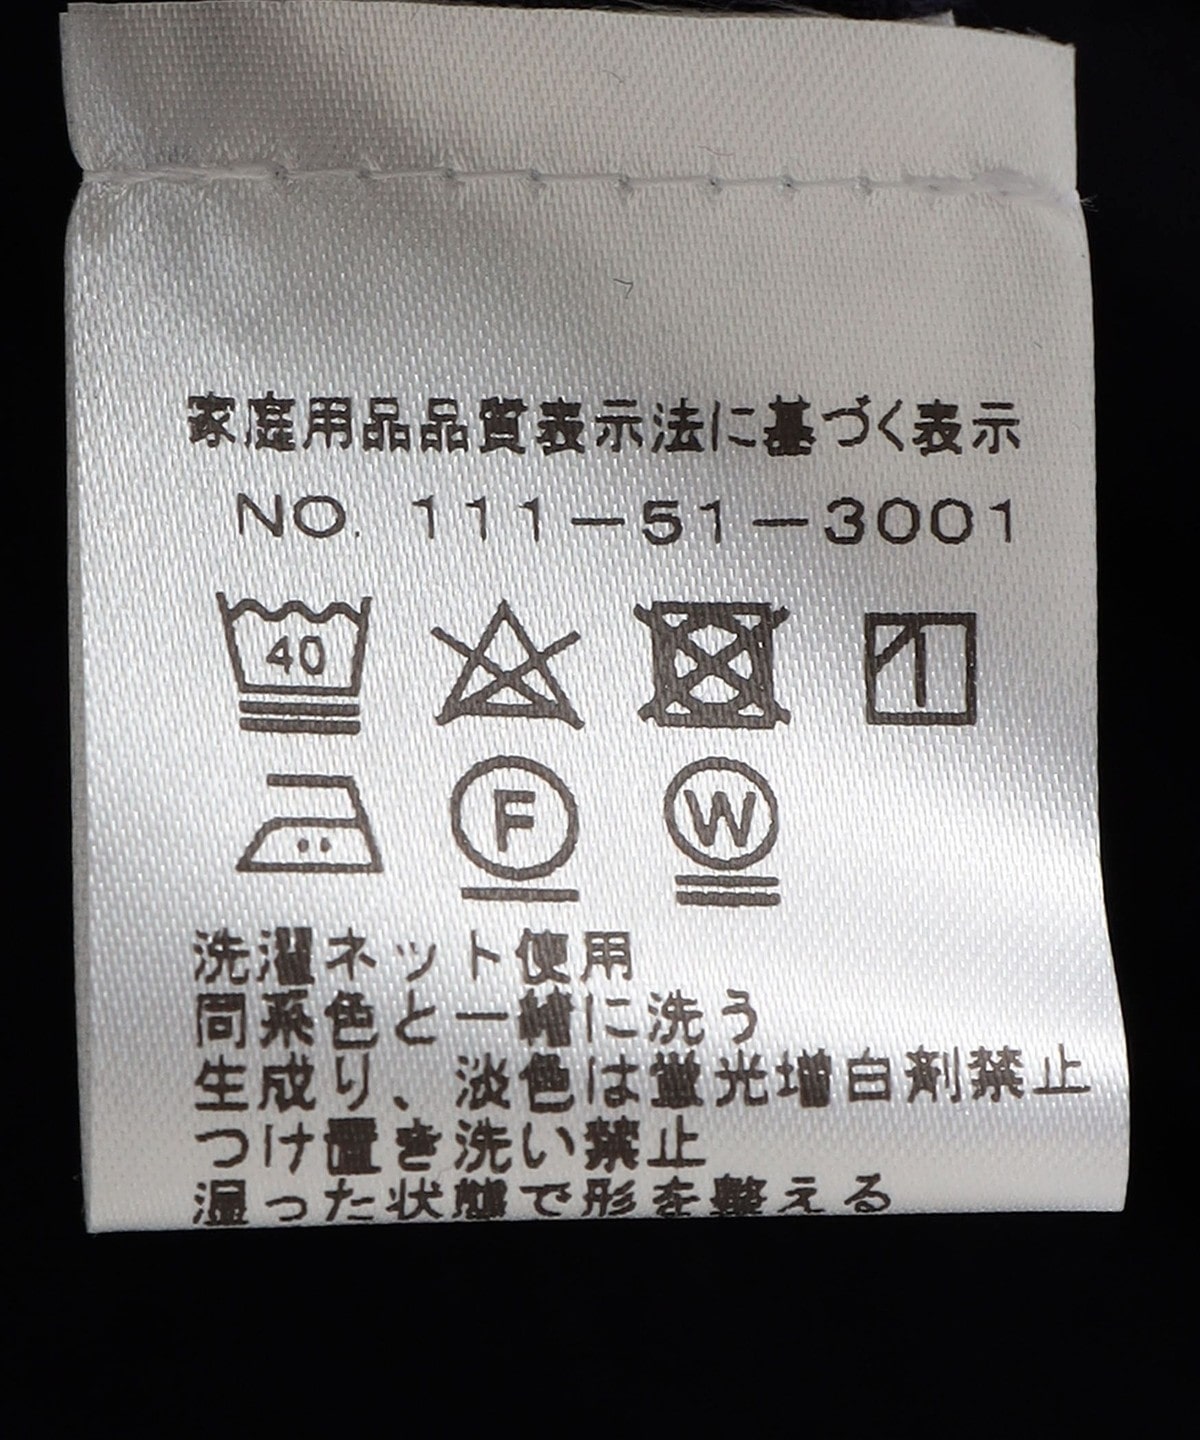 家庭用品品質表示法に基づく表示
NO. 111-51-3001
40
F W
洗濯ネット使用
同系色と一緒に洗う
生成り、淡色は蛍光増白剤禁止
つけ置き洗い禁止
湿った状態で形を整える